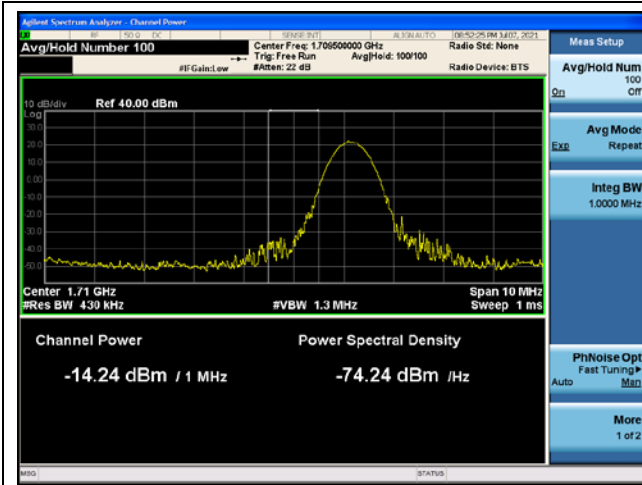 Agilent Spectrum Analyzer - Channel Power
RF 50 Ω DC SENSE:INT ALIGN AUTO 08:52:25 PM Jul 07, 2021
Avg/Hold Number 100
Center Freq: 1.709500000 GHz
Radio Std: None
Trig: Free Run Avg|Hold: 100/100
#IFGain:Low #Atten: 22 dB
Radio Device: BTS
10 dB/div Ref 40.00 dBm
Log
30.0
20.0
10.0
0.00
-10.0
-20.0
-30.0
-40.0
-50.0
Center 1.71 GHz
Span 10 MHz
#Res BW 430 kHz
#VBW 1.3 MHz
Sweep 1 ms
Channel Power
Power Spectral Density
-14.24 dBm / 1 MHz
-74.24 dBm /Hz
MSG
STATUS
Meas Setup
Avg/Hold Num
100
On Off
Avg Mode
Exp Repeat
Integ BW
1.0000 MHz
PhNoise Opt
Fast Tuning▶
Auto Man
More
1 of 2